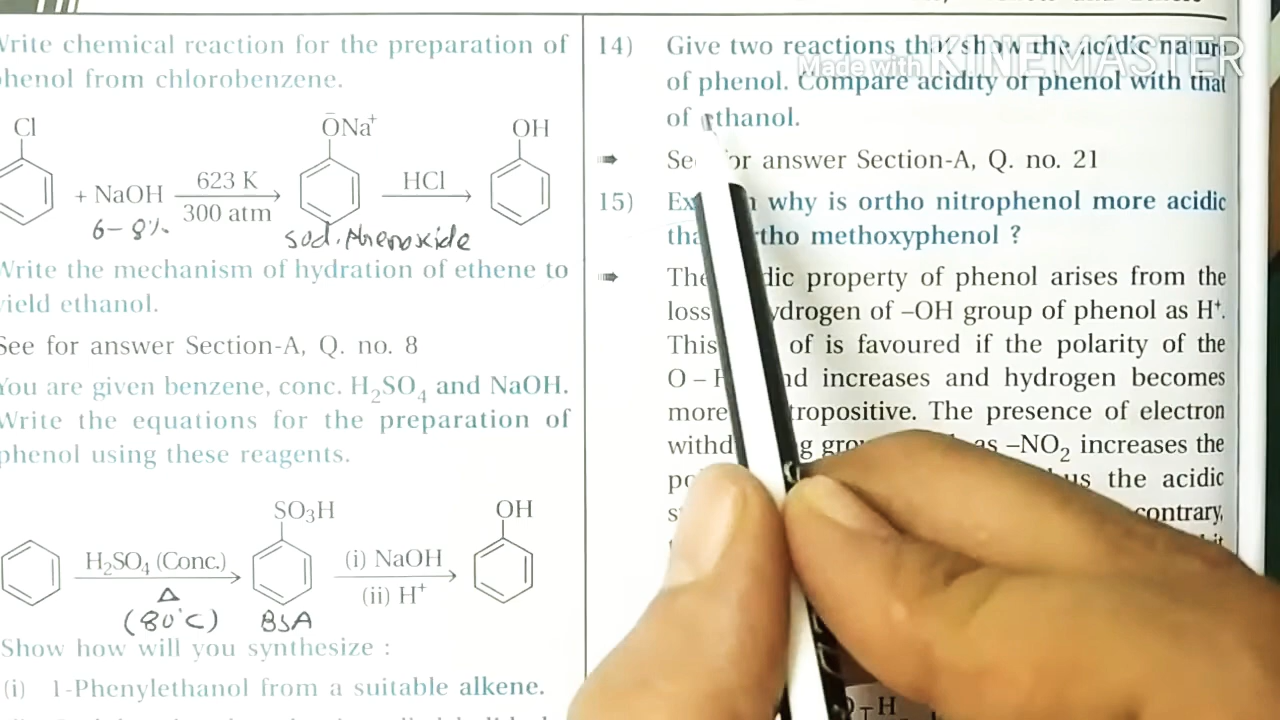 Write chemical reaction for the preparation of
phenol from chlorobenzene.
Cl
ŌNa⁺
OH
+ NaOH
623 K
300 atm
HCl
6-8%
sod. phenoxide
Write the mechanism of hydration of ethene to
yield ethanol.
See for answer Section-A, Q. no. 8
You are given benzene, conc. H₂SO₄ and NaOH.
Write the equations for the preparation of
phenol using these reagents.
SO₃H
OH
H₂SO₄ (Conc.)
Δ
(i) NaOH
(ii) H⁺
(80°C)
BSA
Show how will you synthesize :
(i) 1-Phenylethanol from a suitable alkene.
14) Give two reactions that show the acidic nature
of phenol. Compare acidity of phenol with that
of ethanol.
Made with KINEMASTER
➠ See for answer Section-A, Q. no. 21
15) why is ortho nitrophenol more acidic
methoxyphenol ?
➠ The property of phenol arises from the
loss hydrogen of –OH group of phenol as H⁺.
This of is favoured if the polarity of the
O – H increases and hydrogen becomes
more The presence of electron
as –NO₂ increases the
the acidic
contrary,
– H